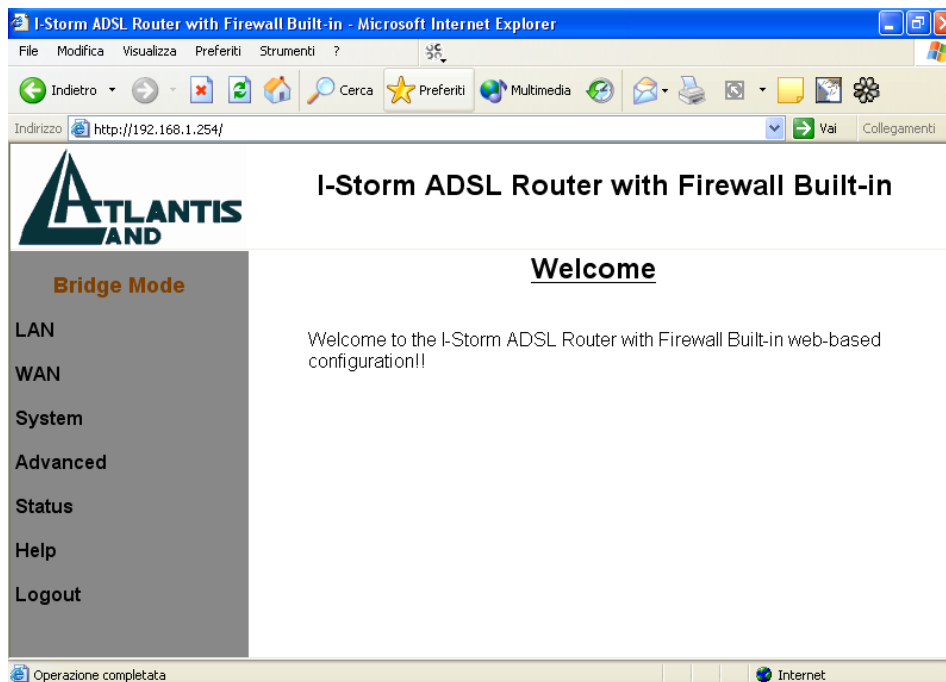 I-Storm ADSL Router with Firewall Built-in - Microsoft Internet Explorer
File Modifica Visualizza Preferiti Strumenti ?
Indietro Cerca Preferiti Multimedia
Indirizzo http://192.168.1.254/ Vai Collegamenti
ATLANTIS
LAND
I-Storm ADSL Router with Firewall Built-in
Bridge Mode
LAN
WAN
System
Advanced
Status
Help
Logout
Welcome
Welcome to the I-Storm ADSL Router with Firewall Built-in web-based
configuration!!
Operazione completata Internet